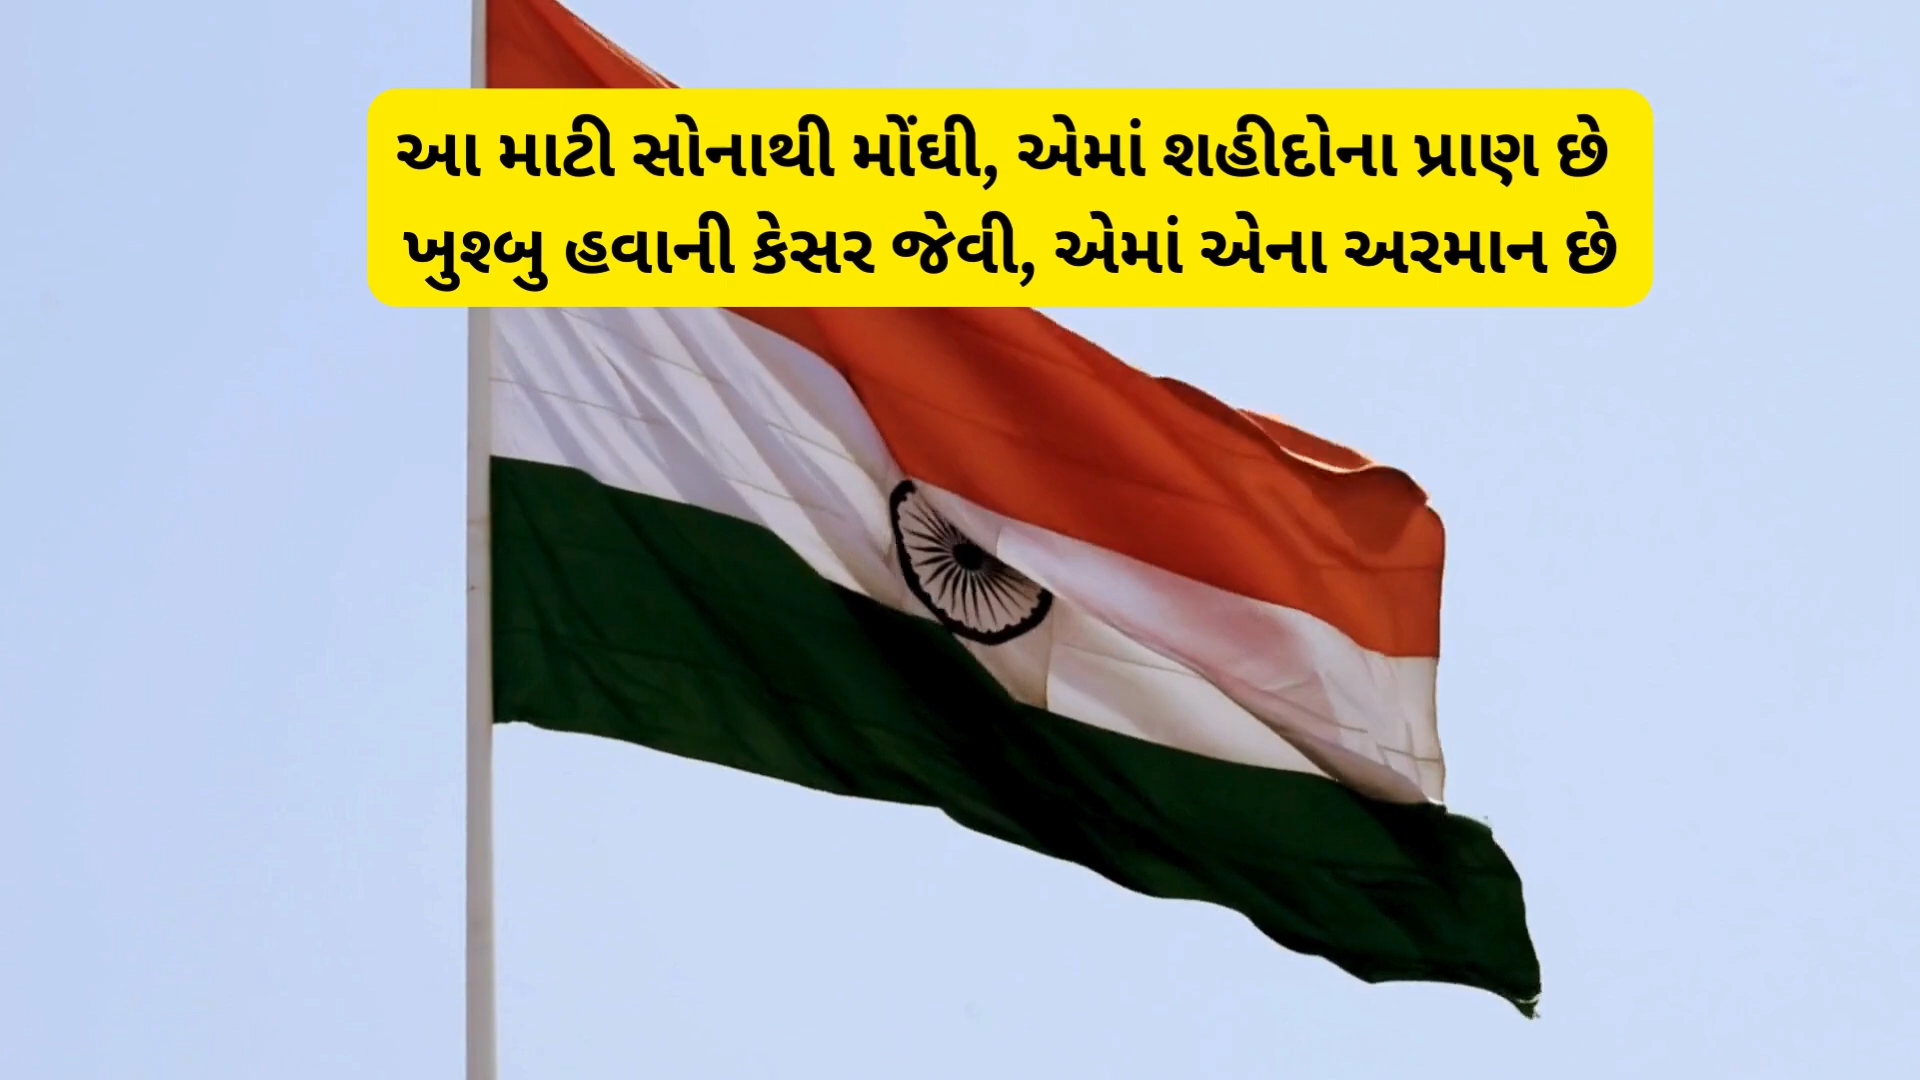 આ માટી સોનાથી મોંઘી, એમાં શહીદોના પ્રાણ છે
ખુશ્બુ હવાની કેસર જેવી, એમાં એના અરમાન છે